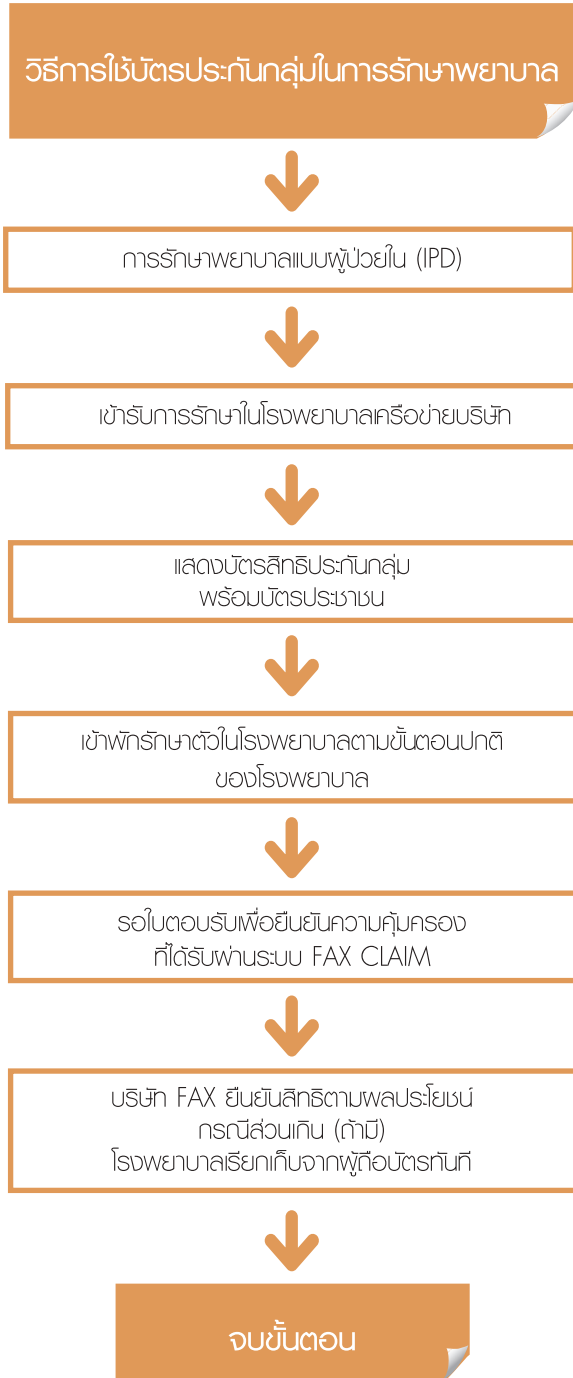 วิธีการใช้บัตรประกันกลุ่มในการรักษาพยาบาล
การรักษาพยาบาลแบบผู้ป่วยใน (IPD)
เข้ารับการรักษาในโรงพยาบาลเครือข่ายบริษัท
แสดงบัตรสิทธิประกันกลุ่ม
พร้อมบัตรประชาชน
เข้าพักรักษาตัวในโรงพยาบาลตามขั้นตอนปกติ
ของโรงพยาบาล
รอใบตอบรับเพื่อยืนยันความคุ้มครอง
ที่ได้รับผ่านระบบ FAX CLAIM
บริษัท FAX ยืนยันสิทธิตามผลประโยชน์
กรณีส่วนเกิน (ถ้ามี)
โรงพยาบาลเรียกเก็บจากผู้ถือบัตรทันที
จบขั้นตอน